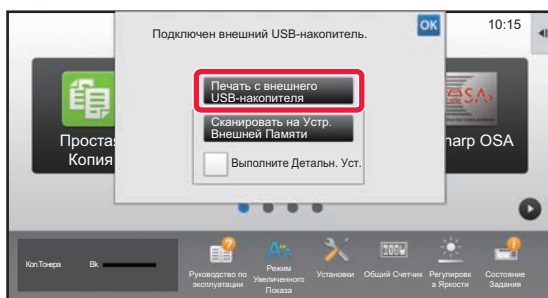 Подключен внешний USB-накопитель.
OK
10:15
Печать с внешнего
USB-накопителя
Сканировать на Устр.
Внешней Памяти
Выполните Детальн. Уст.
Простая
Копия
OSA
harp OSA
Кол.Тонера
Bk
Руководство по
эксплуатации
Режим
Увеличенного
Показа
Установки
Общий Счетчик
Регулировк
а Яркости
Состояние
Задания